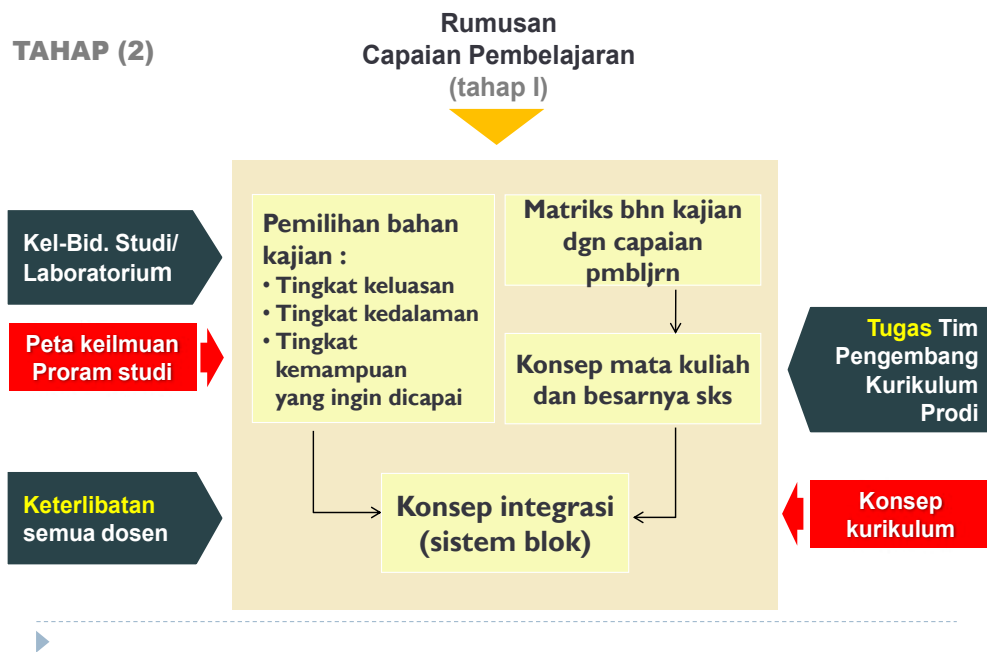 TAHAP (2)
Rumusan
Capaian Pembelajaran
(tahap I)
Kel-Bid. Studi/
Laboratorium
Peta keilmuan
Proram studi
Keterlibatan
semua dosen
Pemilihan bahan
kajian :
• Tingkat keluasan
• Tingkat kedalaman
• Tingkat
kemampuan
yang ingin dicapai
Matriks bhn kajian
dgn capaian
pmbljrn
Konsep mata kuliah
dan besarnya sks
Konsep integrasi
(sistem blok)
Tugas Tim
Pengembang
Kurikulum
Prodi
Konsep
kurikulum